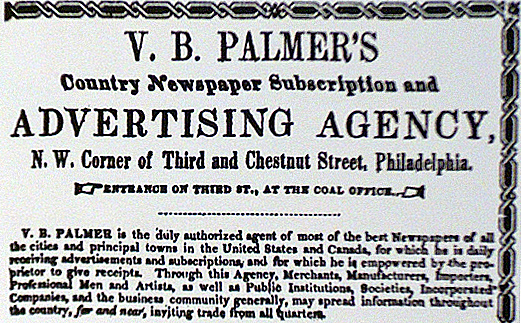 V. B. PALMER'S
Country Newspaper Subscription and
ADVERTISING AGENCY,
N. W. Corner of Third and Chestnut Street, Philadelphia.
ENTRANCE ON THIRD ST., AT THE COAL OFFICE.
V. B. PALMER is the duly authorized agent of most of the best Newspapers of all
the cities and principal towns in the United States and Canada, for which he is daily
receiving advertisements and subscriptions, and for which he is empowered by the pro
prietor to give receipts. Through this Agency, Merchants, Manufacturers, Importers,
Professional Men and Artists, as well as Public Institutions, Societies, Incorporated
Companies, and the business community generally, may spread information throughout
the country, far and near, inviting trade from all quarters.